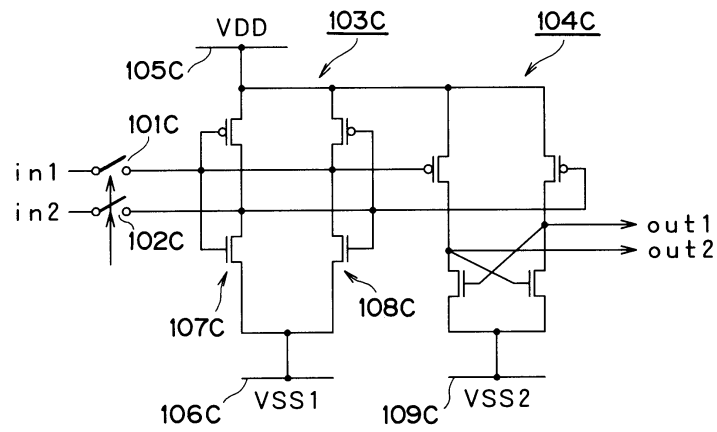 103C
104C
VDD
105C
101C
in1
in2
102C
out1
out2
107C
108C
106C
VSS1
109C
VSS2